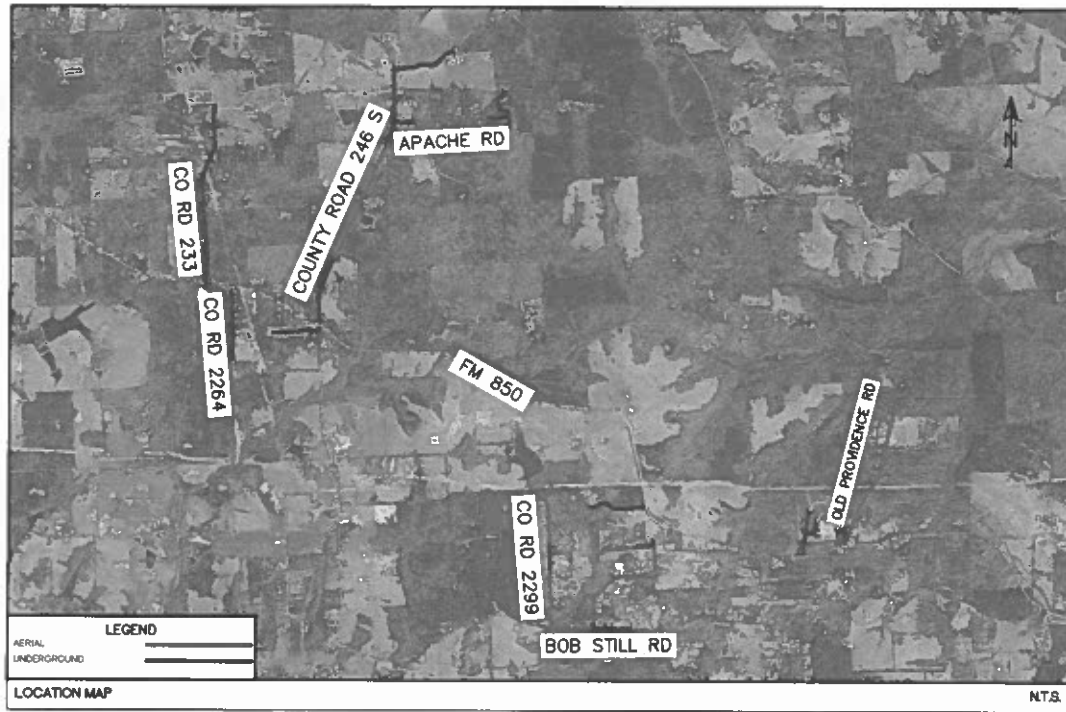 APACHE RD
COUNTY ROAD 246 S
CO RD 233
CO RD 2264
FM 850
OLD PROVIDENCE RD
CO RD 2299
BOB STILL RD
N
LEGEND
AERIAL
UNDERGROUND
LOCATION MAP
N.T.S.